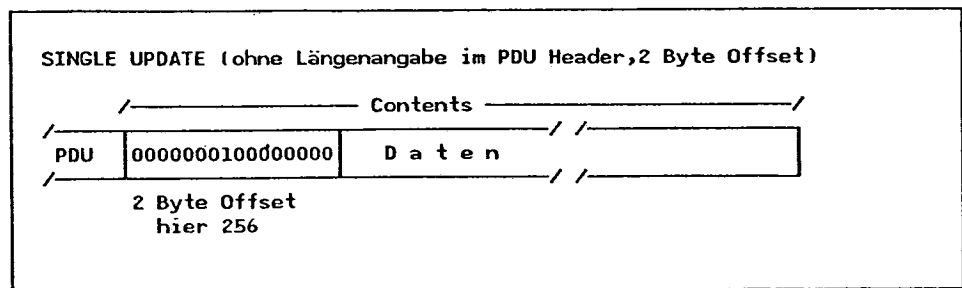 SINGLE UPDATE (ohne Längenangabe im PDU Header,2 Byte Offset)
Contents
PDU 0000000100000000 D a t e n
2 Byte Offset
hier 256